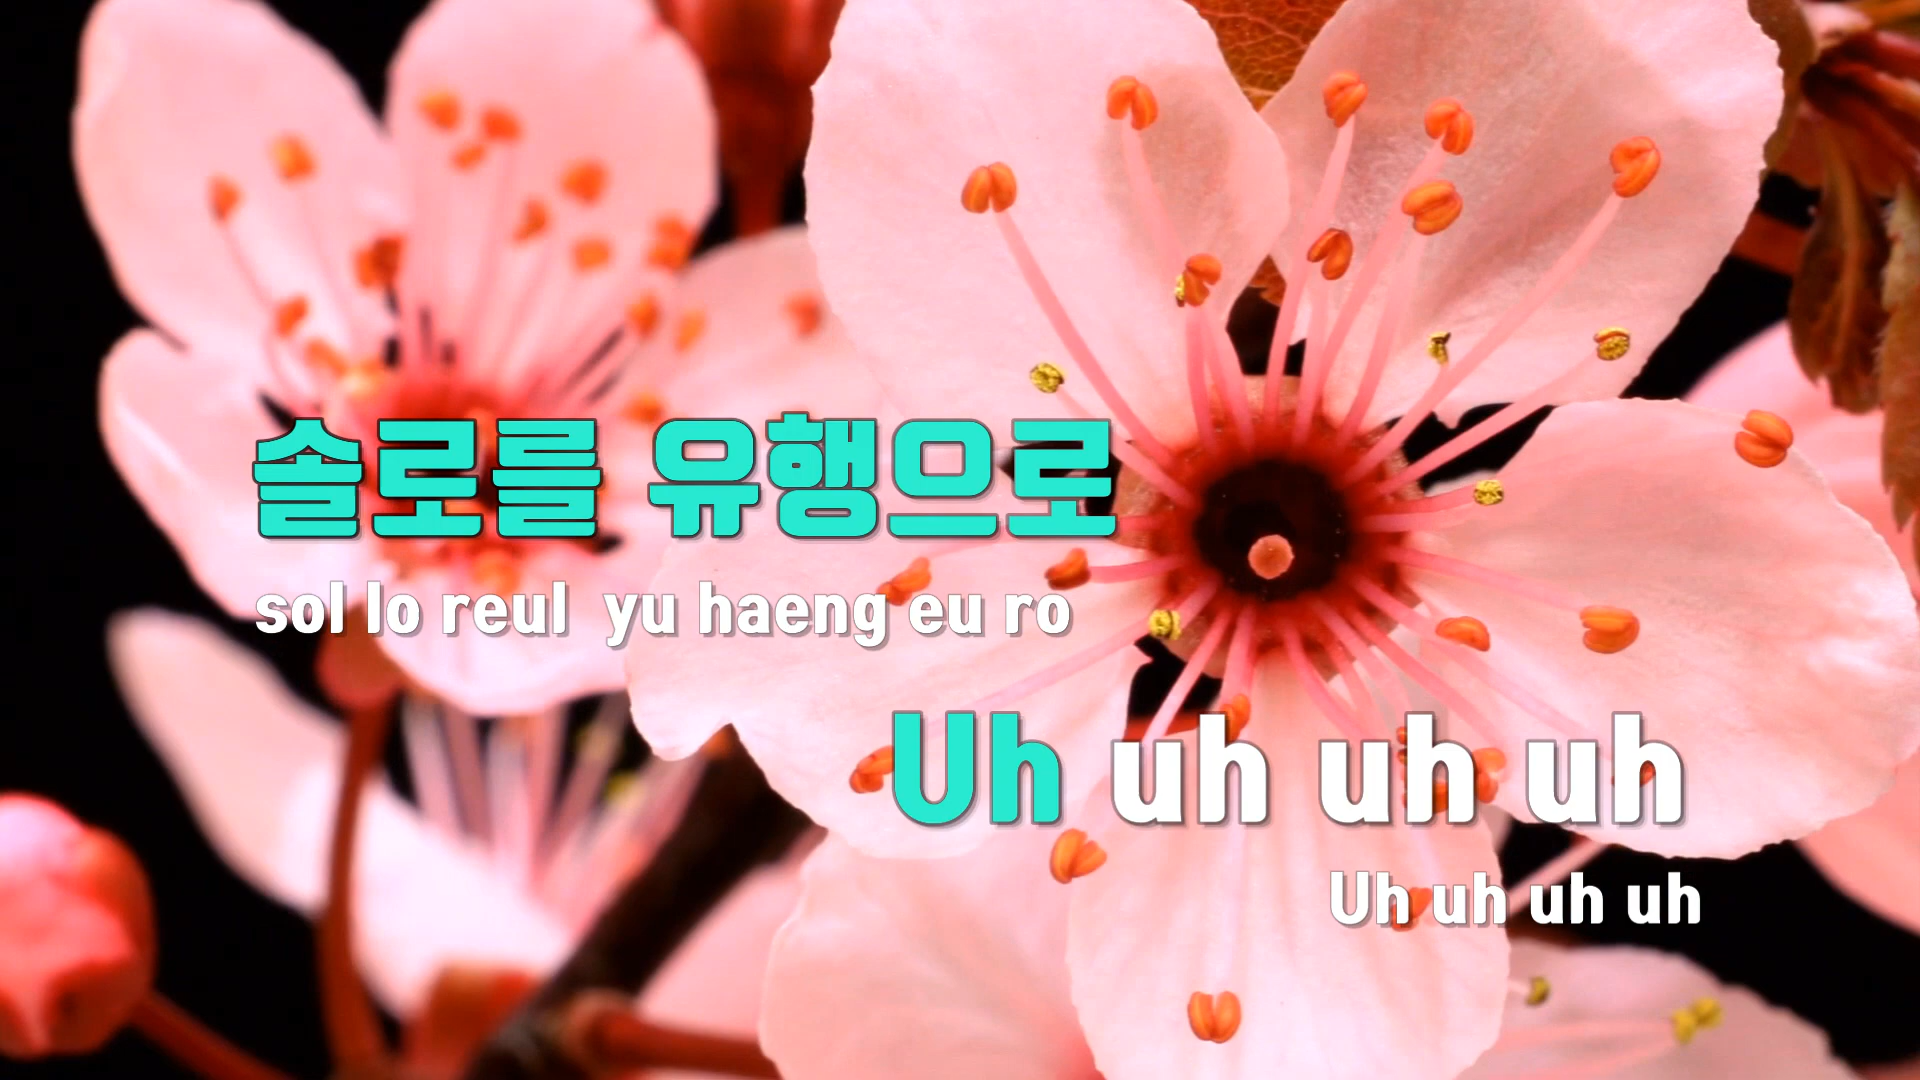 솔로를 유행으로
sol lo reul yu haeng eu ro
Uh uh uh uh
Uh uh uh uh